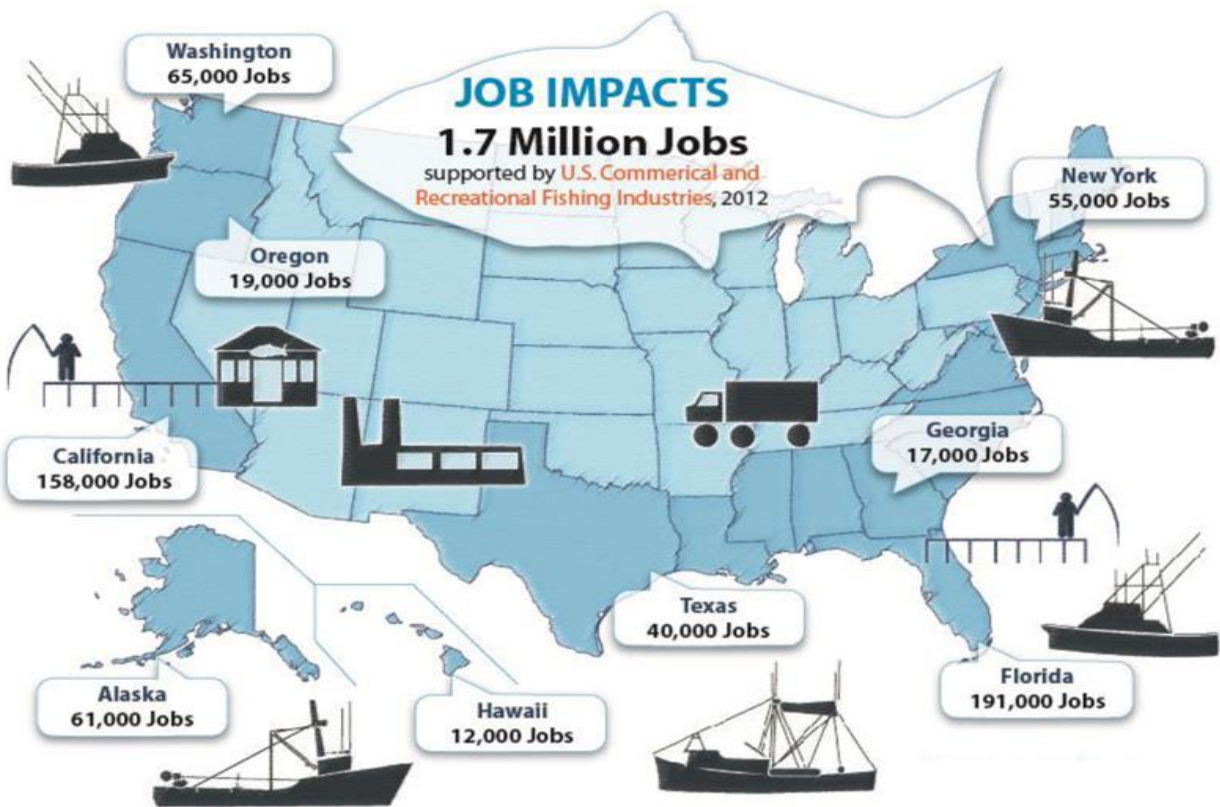 Washington
65,000 Jobs
JOB IMPACTS
1.7 Million Jobs
supported by U.S. Commerical and
Recreational Fishing Industries, 2012
New York
55,000 Jobs
Oregon
19,000 Jobs
California
158,000 Jobs
Georgia
17,000 Jobs
Texas
40,000 Jobs
Alaska
61,000 Jobs
Hawaii
12,000 Jobs
Florida
191,000 Jobs